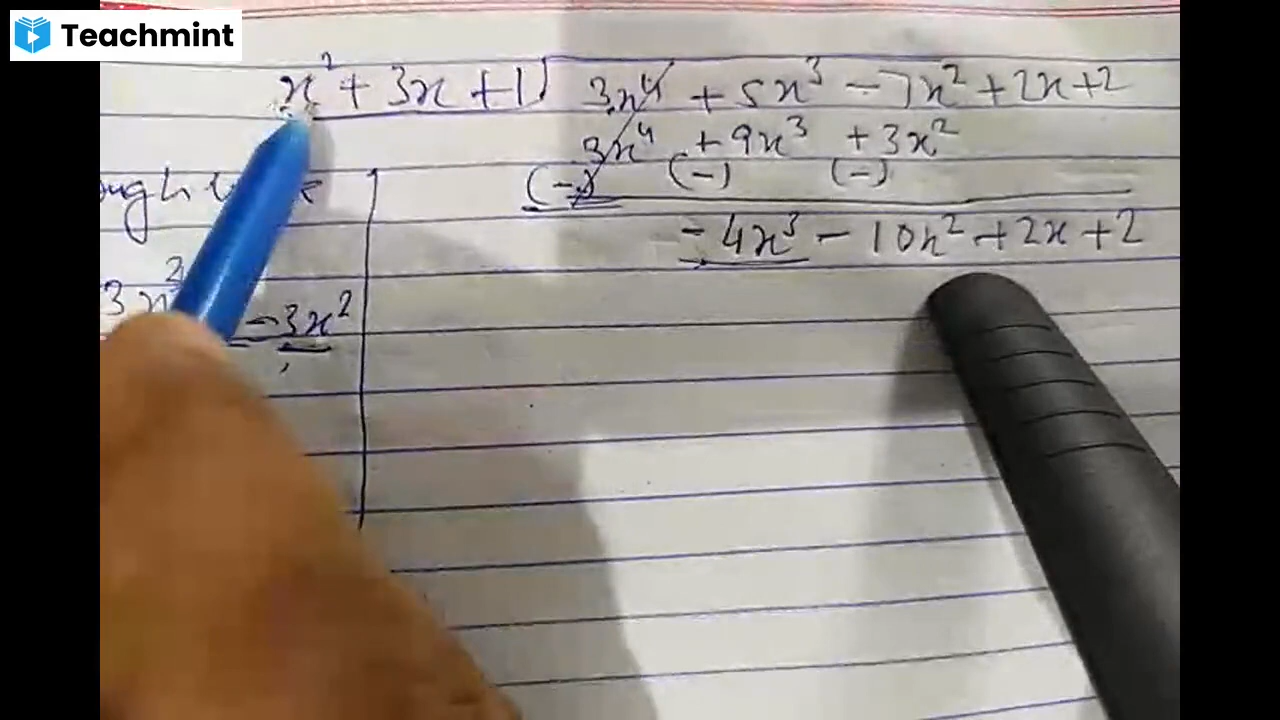 Teachmint
x² + 3x + 1) 3x⁴ + 5x³ - 7x² + 2x + 2
3x⁴ + 9x³ + 3x²
(-) (-) (-)
- 4x³ - 10x² + 2x + 2
3x²
- 3x²